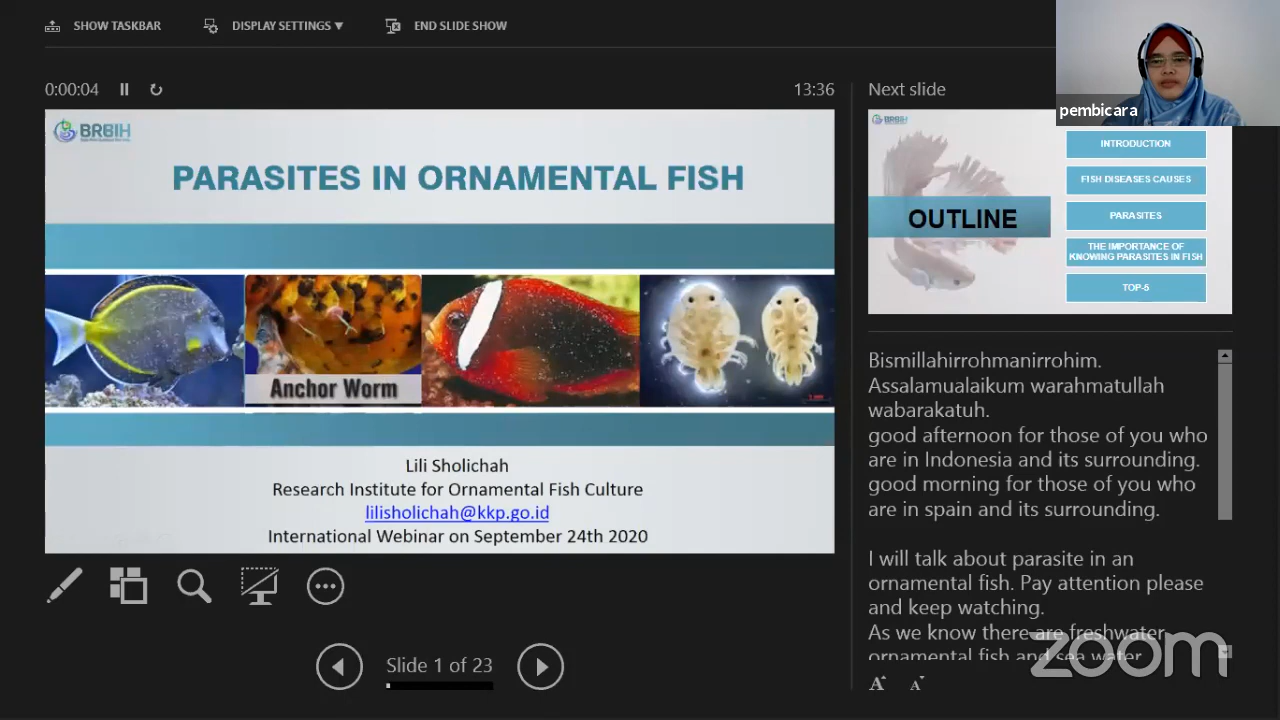 SHOW TASKBAR
DISPLAY SETTINGS ▼
END SLIDE SHOW
0:00:04
13:36
BRBIH
PARASITES IN ORNAMENTAL FISH
Anchor Worm
Lili Sholichah
Research Institute for Ornamental Fish Culture
lilisholichah@kkp.go.id
International Webinar on September 24th 2020
Slide 1 of 23
Next slide
pembicara
BRBIH
OUTLINE
INTRODUCTION
FISH DISEASES CAUSES
PARASITES
THE IMPORTANCE OF
KNOWING PARASITES IN FISH
TOP-5
Bismillahirrohmanirrohim.
Assalamualaikum warahmatullah
wabarakatuh.
good afternoon for those of you who
are in Indonesia and its surrounding.
good morning for those of you who
are in spain and its surrounding.
I will talk about parasite in an
ornamental fish. Pay attention please
and keep watching.
As we know there are freshwater
ornamental fish and sea water
zoom
A A